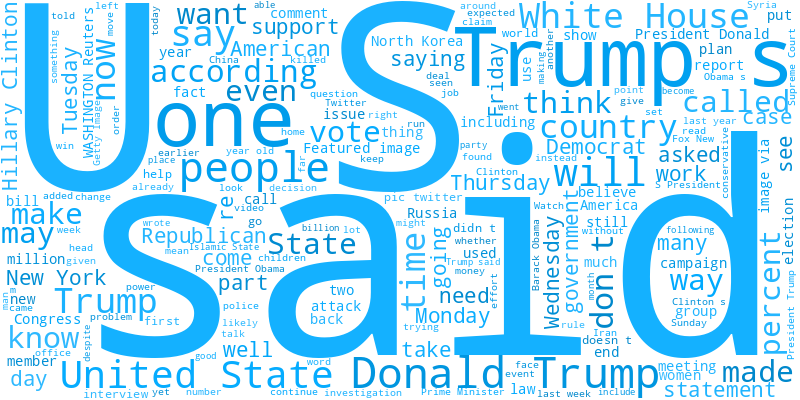 U S
said
Trump s
one
Donald Trump
United State
people
Trump
will
say
now
White House
country
according
think
want
support
even
vote
called
American
saying
Hillary Clinton
Tuesday
WASHINGTON Reuters
Getty Image
told
left
move
able
comment
around
expected
claim
another
making
Syria
put
Supreme Court
North Korea
world
show
President Donald
plan
report
Obama s
become
case
year
China
killed
something
today
fact
deal
seen
job
use
Friday
issue
question
Twitter
right
run
thing
point
give
set
last year
read
Fox New
win
order
home
including
Democrat
asked
see
earlier
year old
Featured image
party
found
instead
conservative
image via
place
far
keep
Clinton
S President
help
already
look
decision
Thursday
work
believe
America
bill
added
change
call
video
pic twitter
Watch
re
go
might
Barack Obama
still
without
election
make
may
week
wrote
Republican
billion
lot
Russia
didn t
whether
Wednesday
government
don t
much
following
many
campaign
way
million
head
given
mean
Islamic State
State
children
President Obama
come
time
going
used
Trump said
money
effort
month
Clinton s
group
Sunday
percent
President Trump
New York
new
power
part
two
attack
back
need
Monday
trying
Iran
rule
doesn t
end
man
m
came
Congress
problem
first
police
likely
talk
know
despite
office
member
day
good
well
word
take
face
event
law
meeting
women
made
statement
interview
yet
number
continue
investigation
Prime Minister
last week
include